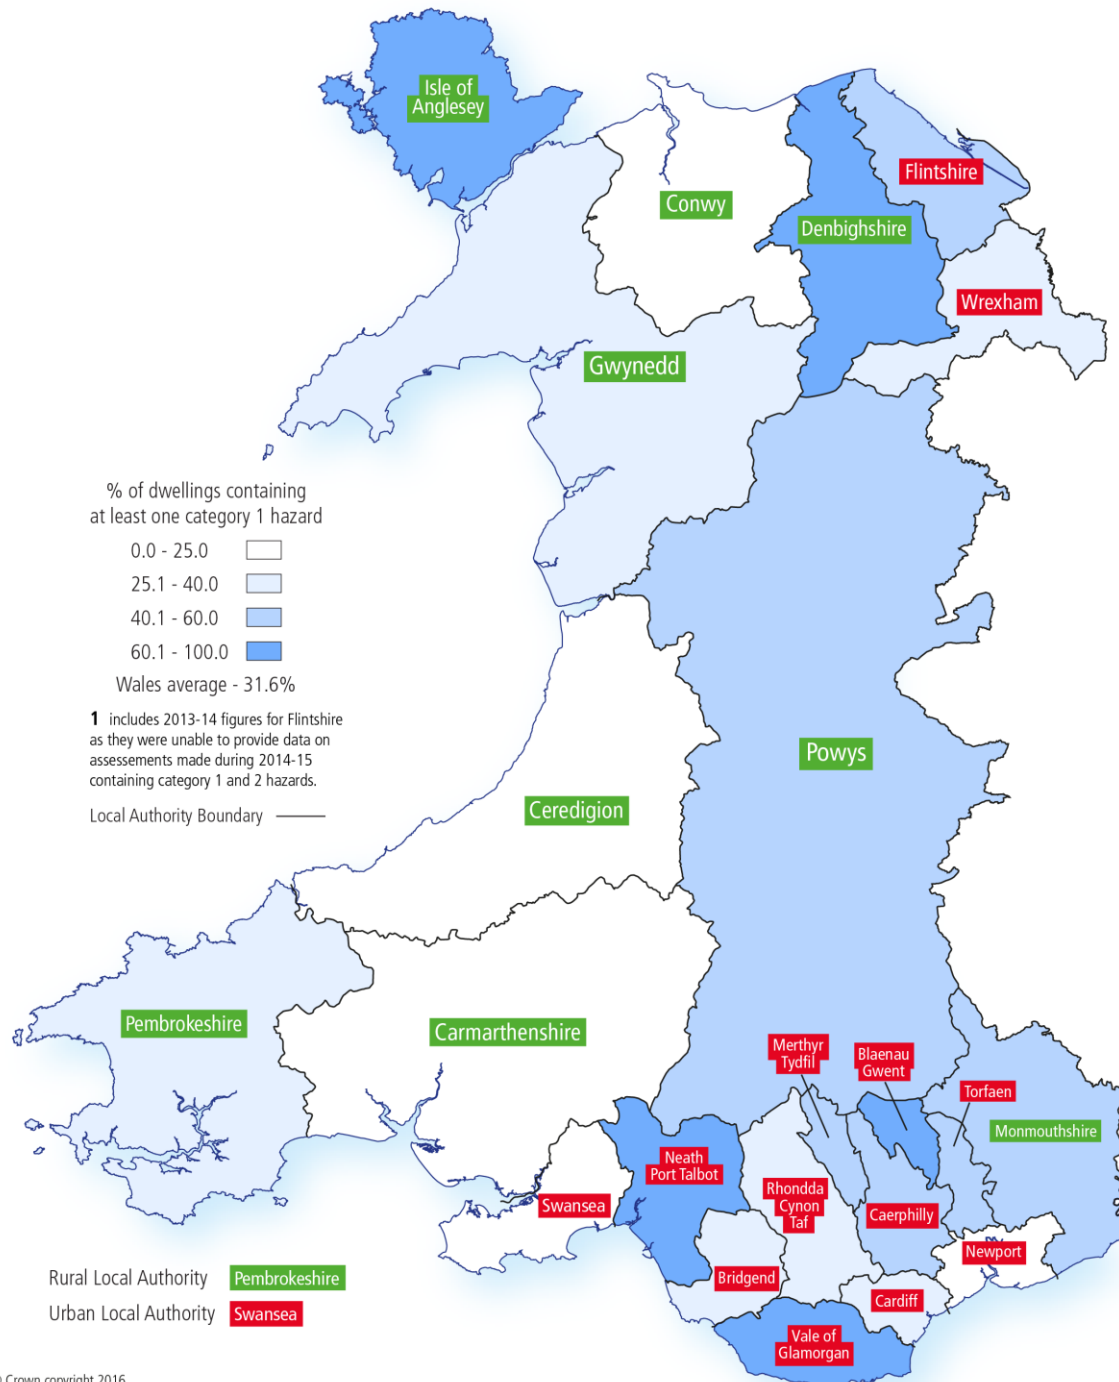 Isle of
Anglesey
Flintshire
Conwy
Denbighshire
Wrexham
Gwynedd
% of dwellings containing
at least one category 1 hazard
0.0 - 25.0
25.1 - 40.0
40.1 - 60.0
60.1 - 100.0
Wales average - 31.6%
1 includes 2013-14 figures for Flintshire
as they were unable to provide data on
assessements made during 2014-15
containing category 1 and 2 hazards.
Local Authority Boundary
Powys
Ceredigion
Pembrokeshire
Carmarthenshire
Merthyr
Tydfil
Blaenau
Gwent
Torfaen
Monmouthshire
Neath
Port Talbot
Rhondda
Cynon
Taf
Swansea
Caerphilly
Newport
Bridgend
Cardiff
Vale of
Glamorgan
Rural Local Authority Pembrokeshire
Urban Local Authority Swansea
© Crown copyright 2016